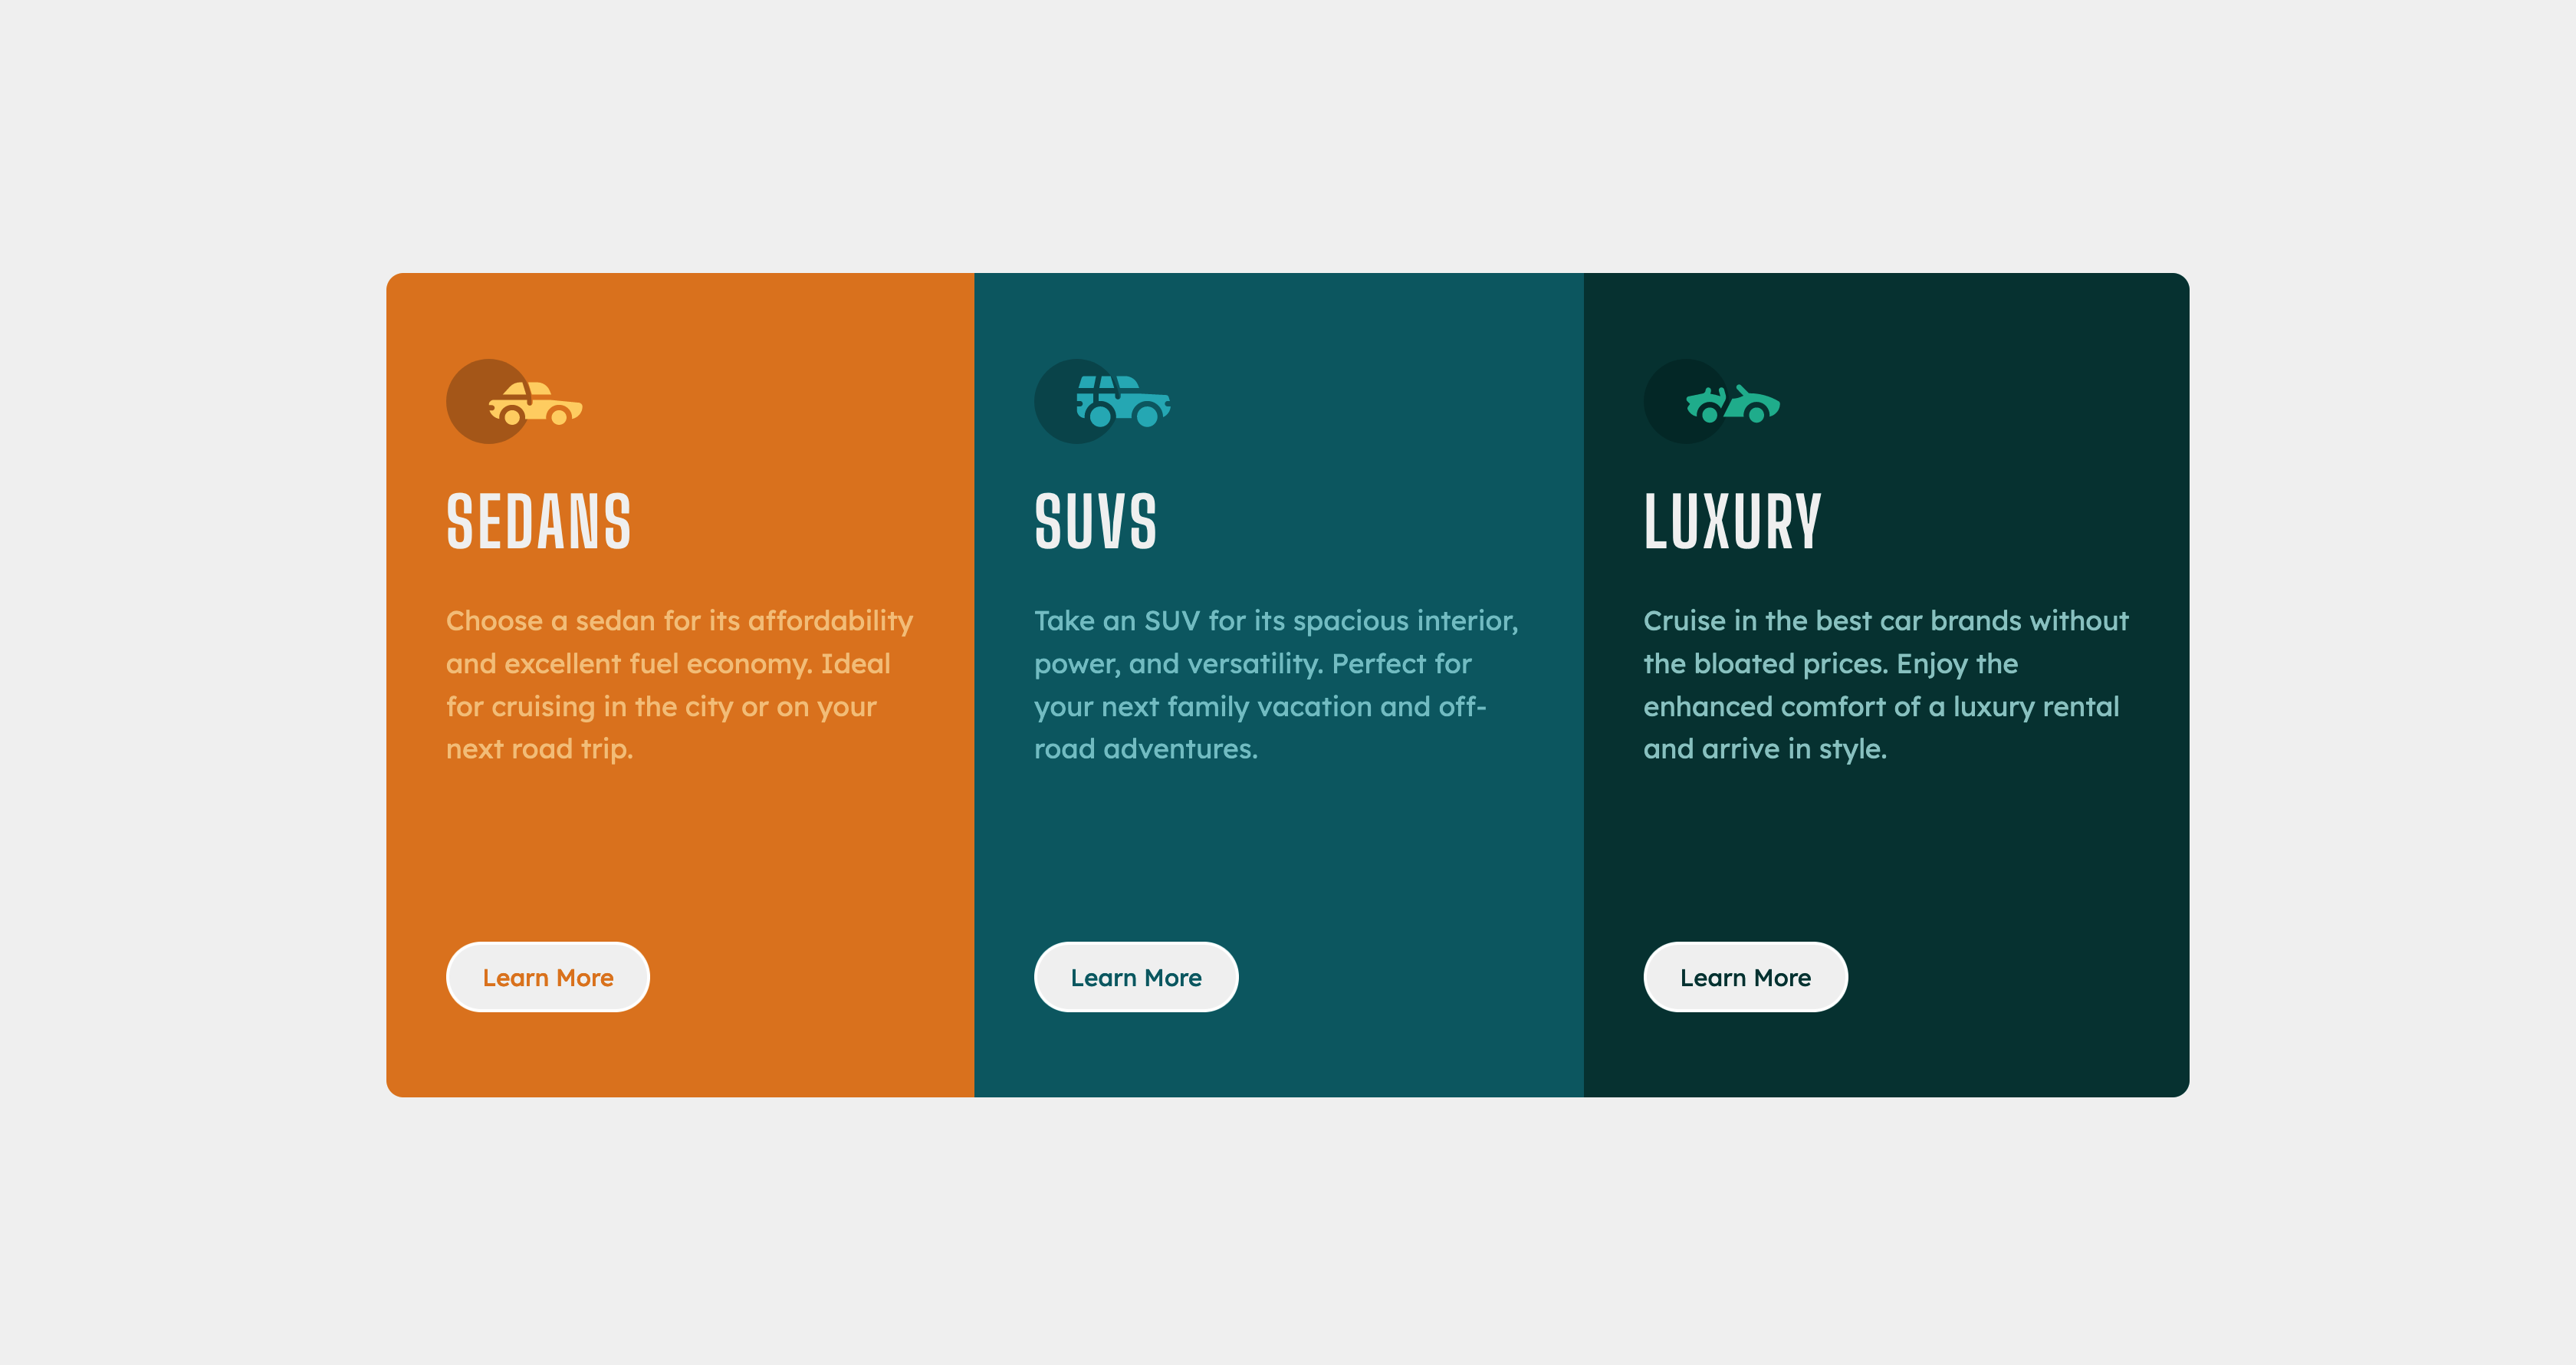 SEDANS
Choose a sedan for its affordability
and excellent fuel economy. Ideal
for cruising in the city or on your
next road trip.
Learn More
SUVS
Take an SUV for its spacious interior,
power, and versatility. Perfect for
your next family vacation and off-
road adventures.
Learn More
LUXURY
Cruise in the best car brands without
the bloated prices. Enjoy the
enhanced comfort of a luxury rental
and arrive in style.
Learn More